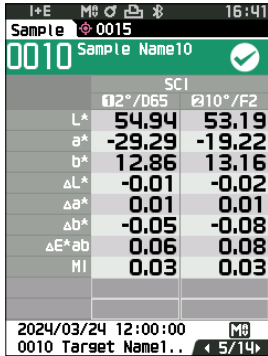 I+E M0 16:41
Sample 0015
0010 Sample Name10
SCI
1 2°/D65 2 10°/F2
L* 54.94 53.19
a* -29.29 -19.22
b* 12.86 13.16
ΔL* -0.01 -0.02
Δa* 0.01 0.01
Δb* -0.05 -0.08
ΔE*ab 0.06 0.08
MI 0.03 0.03
2024/03/24 12:00:00 M0
0010 Target Name1.. 5/14